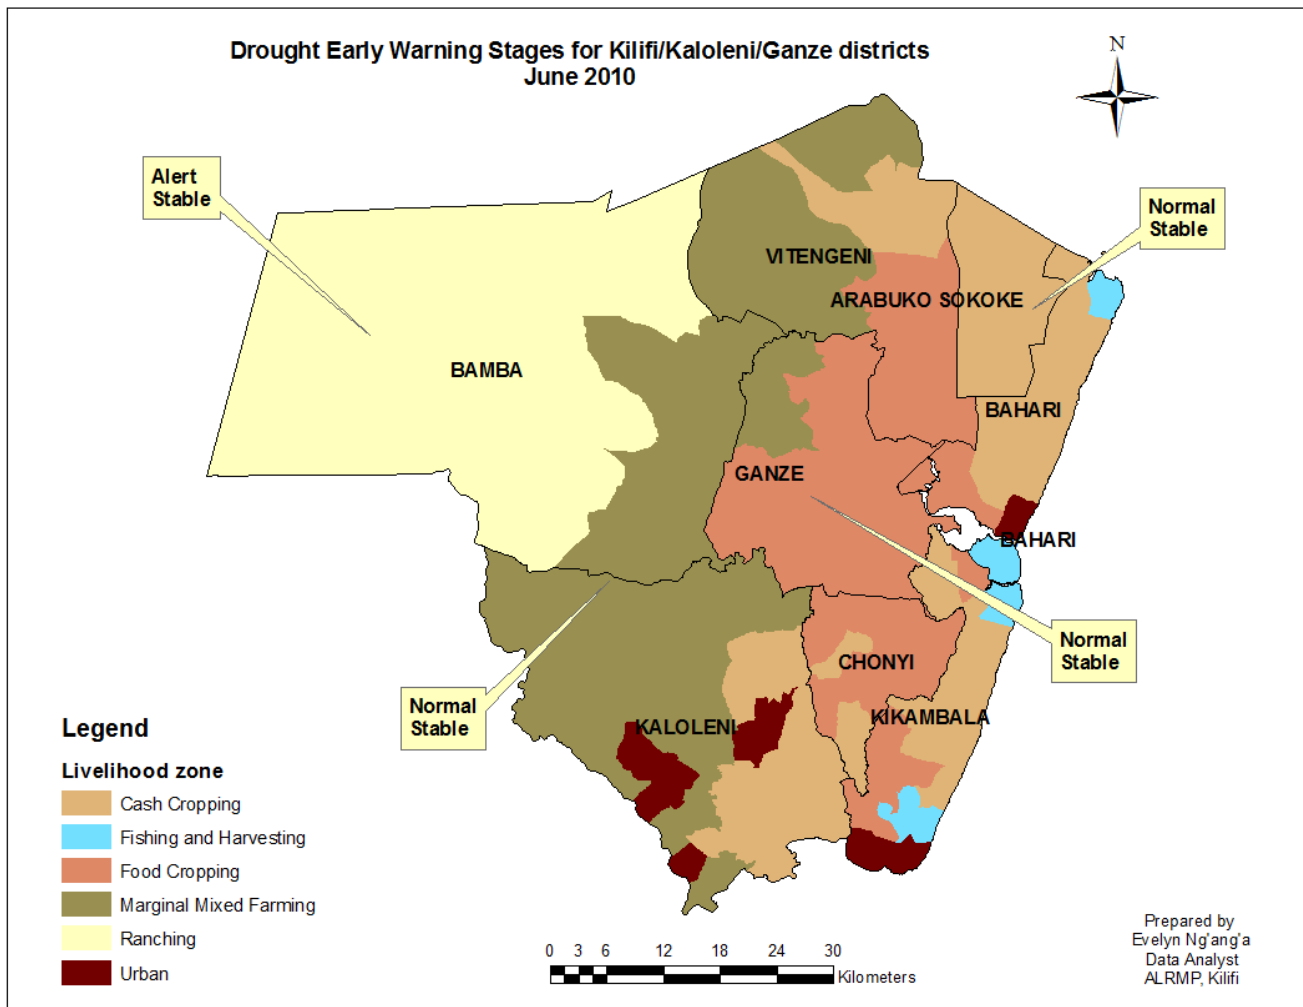 Drought Early Warning Stages for Kilifi/Kaloleni/Ganze districts
June 2010
N
Alert
Stable
Normal
Stable
VITENGENI
ARABUKO SOKOKE
BAMBA
BAHARI
GANZE
BAHARI
Normal
Stable
CHONYI
Normal
Stable
KALOLENI
KIKAMBALA
Legend
Livelihood zone
Cash Cropping
Fishing and Harvesting
Food Cropping
Marginal Mixed Farming
Ranching
Urban
0 3 6 12 18 24 30
Kilometers
Prepared by
Evelyn Ng'ang'a
Data Analyst
ALRMP, Kilifi